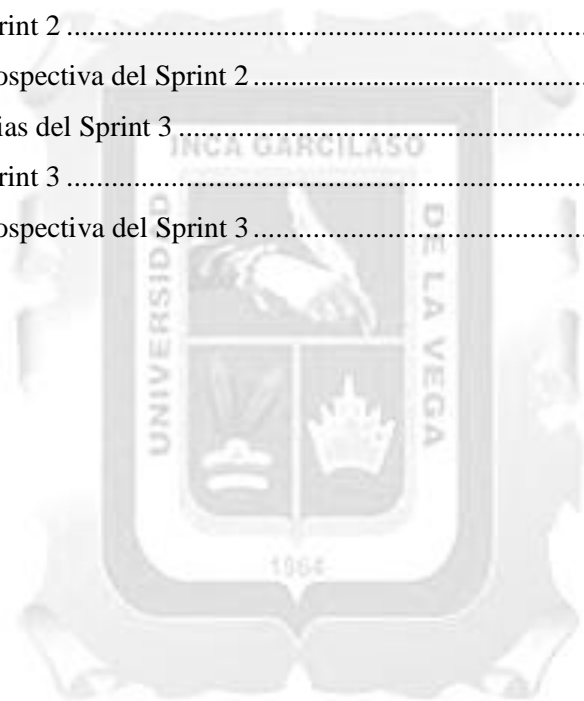 rint 2 ........................................................................
ospectiva del Sprint 2 ...................................................
ias del Sprint 3 ..............................................................
rint 3 ........................................................................
ospectiva del Sprint 3 ...................................................
INCA GARCILASO
UNIVERSIDAD
DE LA VEGA
1964